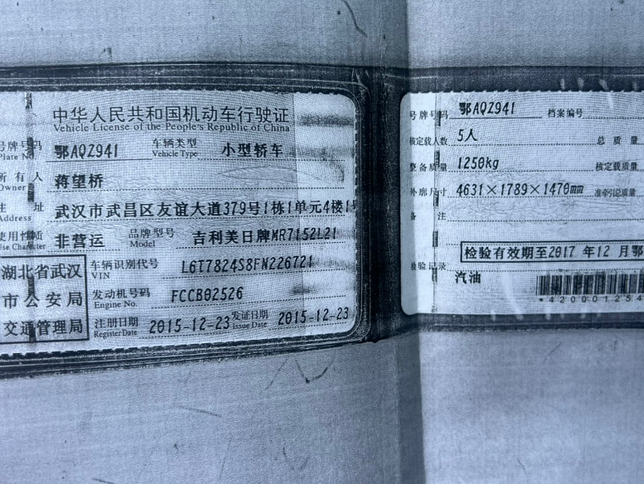 中华人民共和国机动车行驶证
Vehicle License of the People's Republic of China
号牌号码 鄂AQZ941 车辆类型 小型轿车
Plate No. Vehicle Type
所有人 蒋望桥
Owner
住址 武汉市武昌区友谊大道379号1栋1单元4楼1号
Address
使用性质 非营运 品牌型号 吉利美日牌MR7152L21
Use Character Model
湖北省武汉
市公安局
交通管理局
车辆识别代号 L6T7824S8FN226721
VIN
发动机号码 FCCB02526
Engine No.
注册日期 2015-12-23 发证日期 2015-12-23
Register Date Issue Date
号牌号码 鄂AQZ941 档案编号
核定载人数 5人 总质量
整备质量 1250kg 核定载质量
外廓尺寸 4631×1789×1470mm 准牵引总质量
备注
检验有效期至2017年12月鄂
检验记录
汽油
*42000125